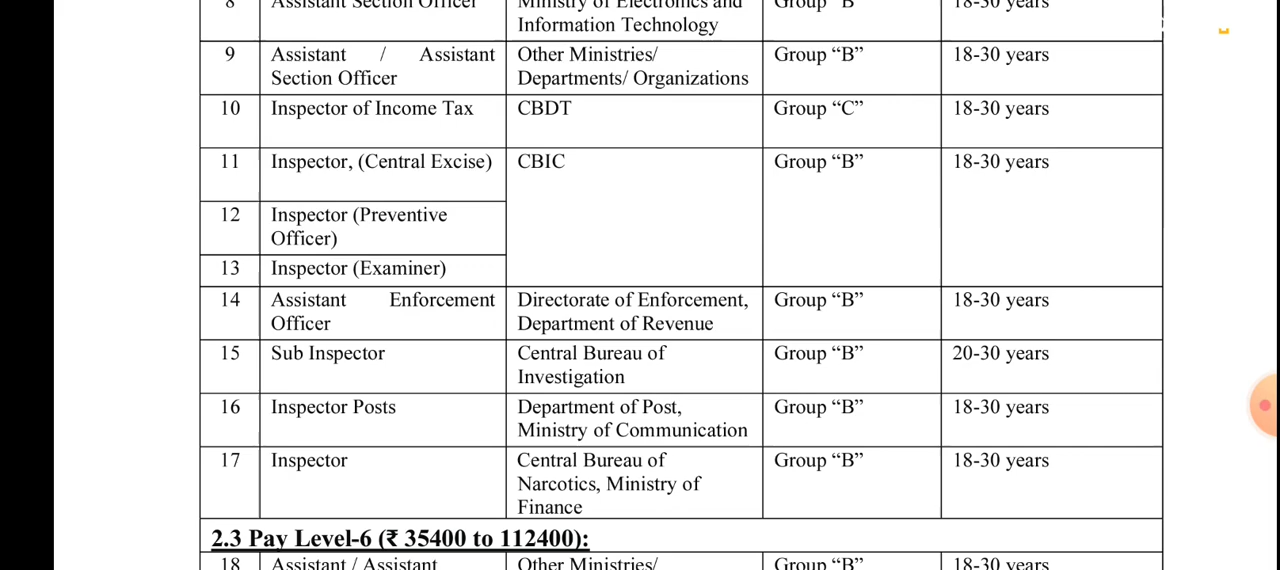 8 Assistant Section Officer Ministry of Electronics and Group "B" 18-30 years
Information Technology
9 Assistant / Assistant Other Ministries/ Group “B” 18-30 years
Section Officer Departments/ Organizations
10 Inspector of Income Tax CBDT Group “C” 18-30 years
11 Inspector, (Central Excise) CBIC Group “B” 18-30 years
12 Inspector (Preventive
Officer)
13 Inspector (Examiner)
14 Assistant Enforcement Directorate of Enforcement, Group “B” 18-30 years
Officer Department of Revenue
15 Sub Inspector Central Bureau of Group “B” 20-30 years
Investigation
16 Inspector Posts Department of Post, Group “B” 18-30 years
Ministry of Communication
17 Inspector Central Bureau of Group “B” 18-30 years
Narcotics, Ministry of
Finance
2.3 Pay Level-6 (₹ 35400 to 112400):
18 Assistant / Assistant Other Ministries/ Group “B” 18-30 years